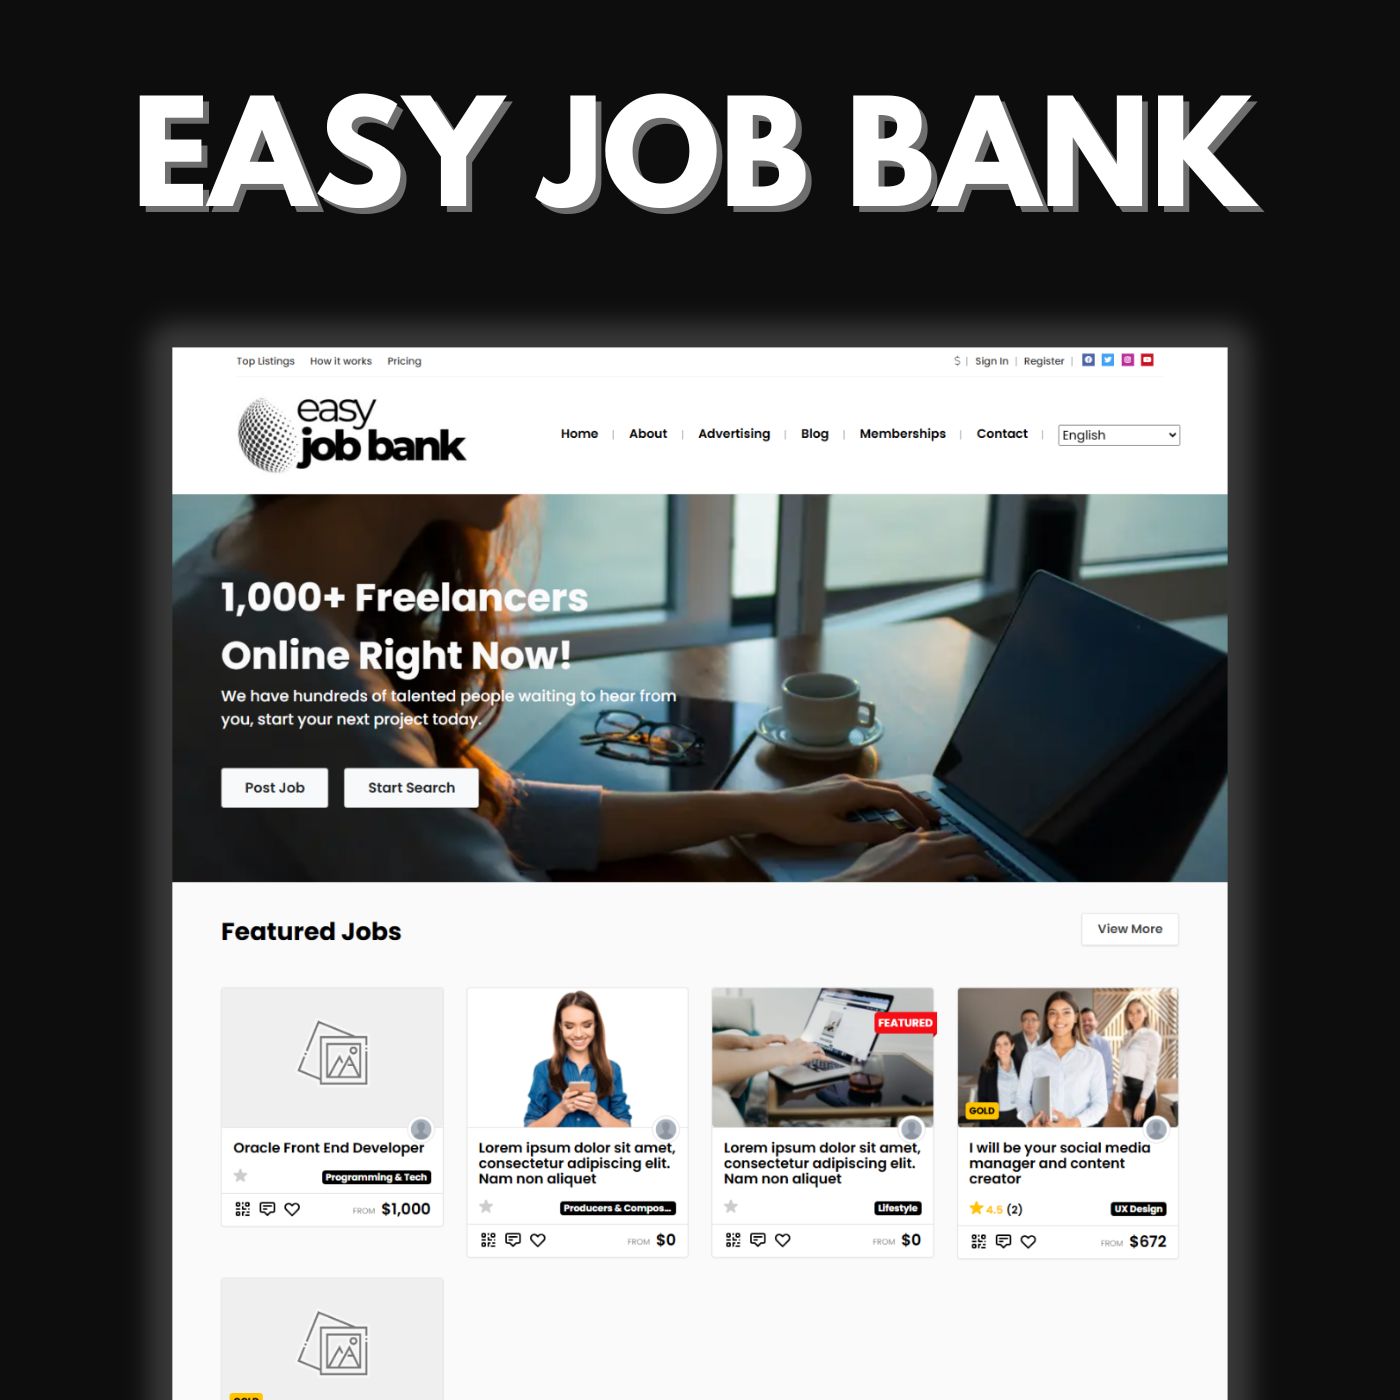 EASY JOB BANK
Top Listings How it works Pricing
$ | Sign In | Register |
easy
job bank
Home | About | Advertising | Blog | Memberships | Contact | English
1,000+ Freelancers
Online Right Now!
We have hundreds of talented people waiting to hear from
you, start your next project today.
Post Job Start Search
Featured Jobs
View More
Oracle Front End Developer
Programming & Tech
FROM $1,000
Lorem ipsum dolor sit amet,
consectetur adipiscing elit.
Nam non aliquet
Producers & Compos...
FROM $0
FEATURED
Lorem ipsum dolor sit amet,
consectetur adipiscing elit.
Nam non aliquet
Lifestyle
FROM $0
GOLD
I will be your social media
manager and content
creator
4.5 (2)
UX Design
FROM $672
GOLD